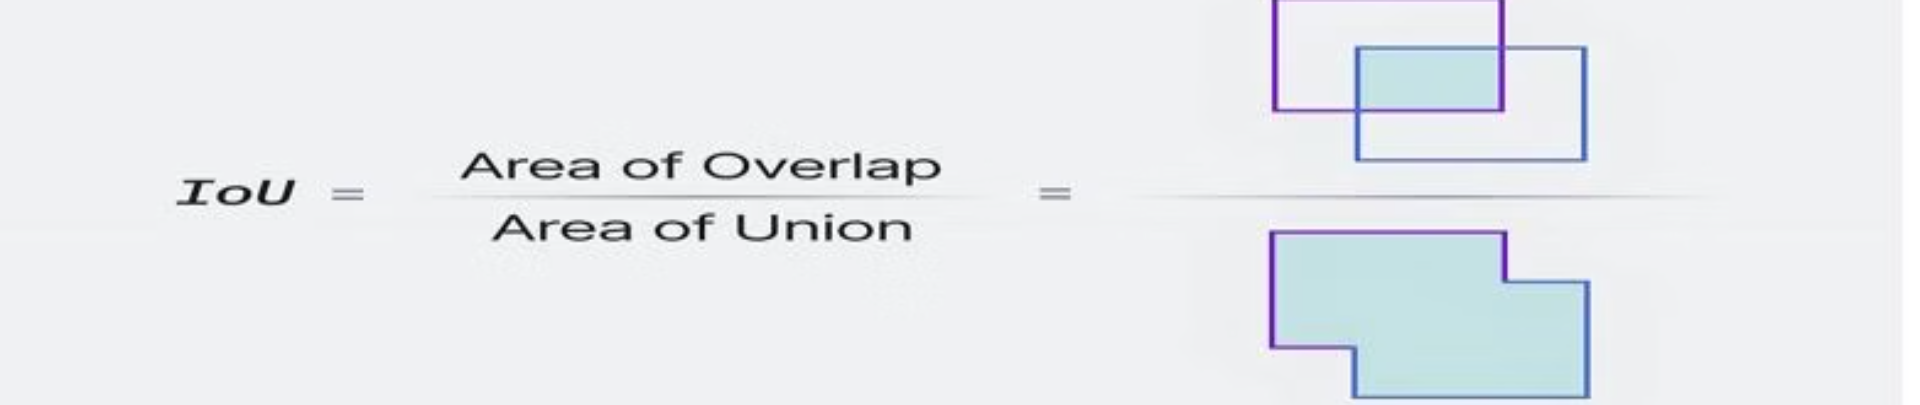 IoU = Area of Overlap =
Area of Union